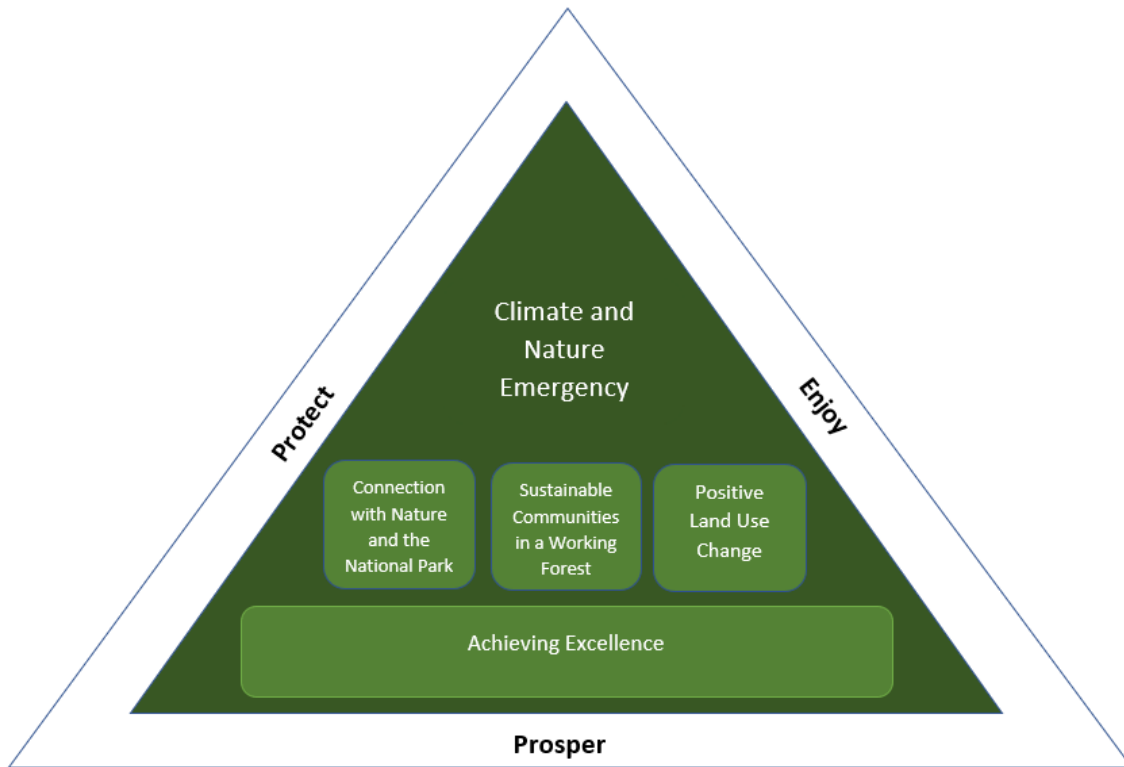 Climate and
Nature
Emergency
Protect
Enjoy
Connection
with Nature
and the
National Park
Sustainable
Communities
in a Working
Forest
Positive
Land Use
Change
Achieving Excellence
Prosper